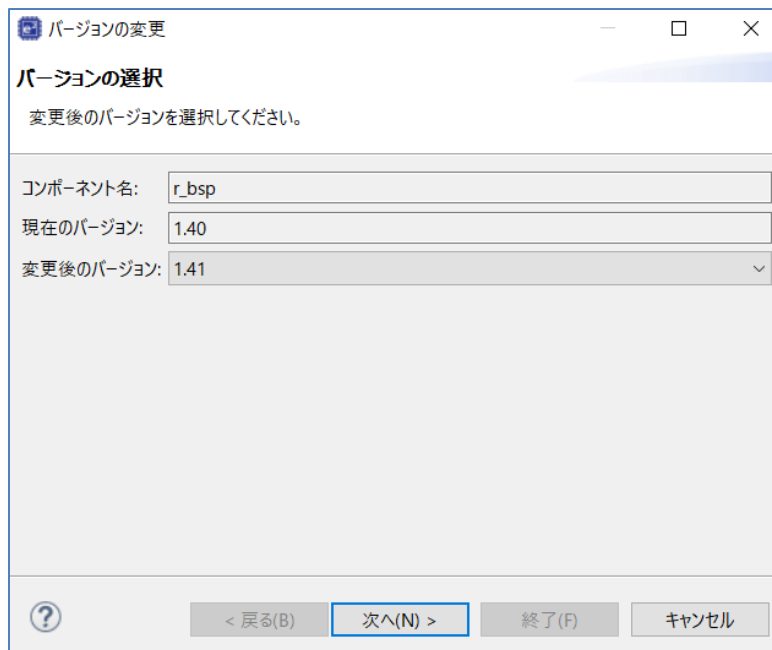 バージョンの変更
バージョンの選択
変更後のバージョンを選択してください。
コンポーネント名: r_bsp
現在のバージョン: 1.40
変更後のバージョン: 1.41
< 戻る(B) 次へ(N) > 終了(F) キャンセル